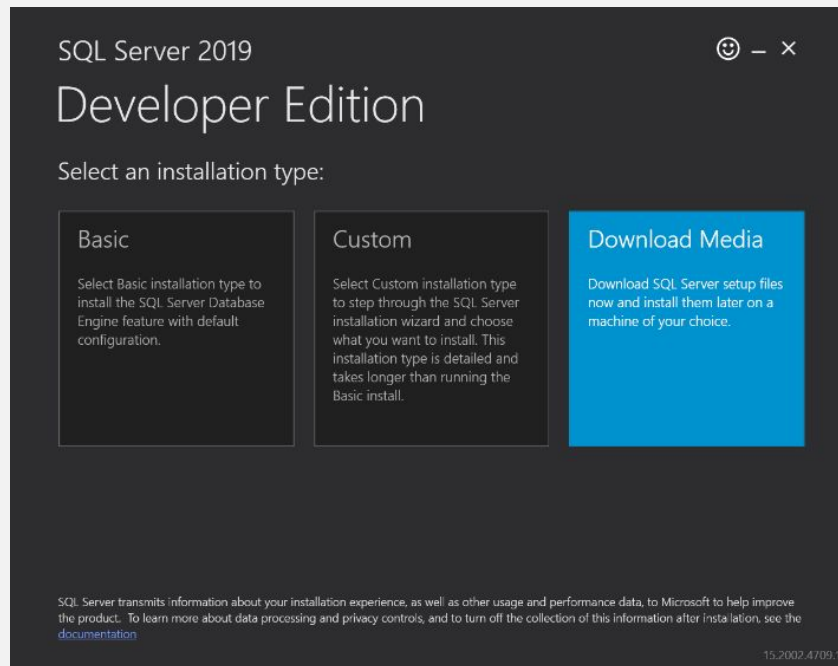 SQL Server 2019
Developer Edition
Select an installation type:
Basic
Select Basic installation type to
install the SQL Server Database
Engine feature with default
configuration.
Custom
Select Custom installation type
to step through the SQL Server
installation wizard and choose
what you want to install. This
installation type is detailed and
takes longer than running the
Basic install.
Download Media
Download SQL Server setup files
now and install them later on a
machine of your choice.
SQL Server transmits information about your installation experience, as well as other usage and performance data, to Microsoft to help improve
the product. To learn more about data processing and privacy controls, and to turn off the collection of this information after installation, see the
documentation
15.2002.4709.